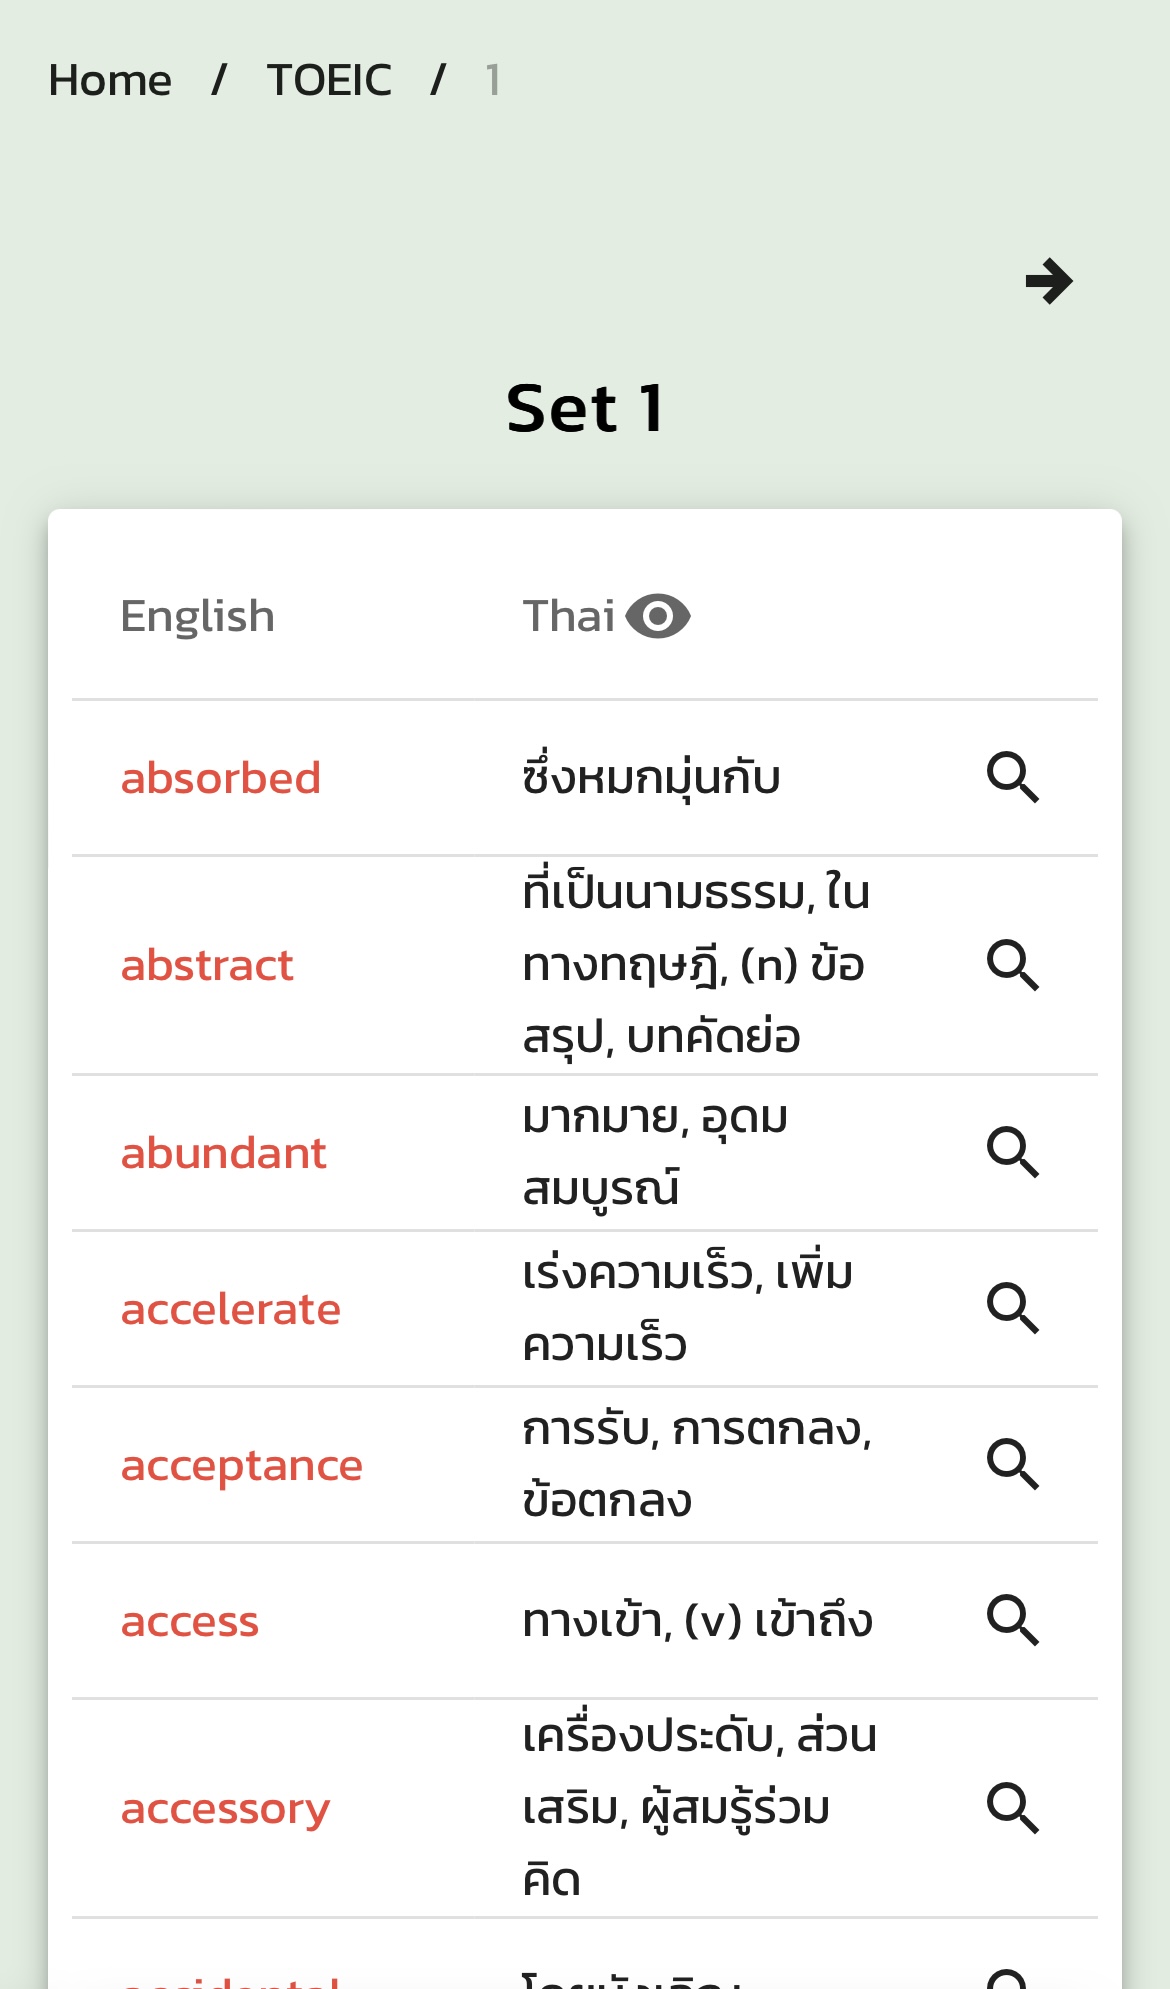 Home / TOEIC / 1
Set 1
English Thai
absorbed ซึ่งหมกมุ่นกับ
abstract ที่เป็นนามธรรม, ใน
ทางทฤษฎี, (n) ข้อ
สรุป, บทคัดย่อ
abundant มากมาย, อุดม
สมบูรณ์
accelerate เร่งความเร็ว, เพิ่ม
ความเร็ว
acceptance การรับ, การตกลง,
ข้อตกลง
access ทางเข้า, (v) เข้าถึง
accessory เครื่องประดับ, ส่วน
เสริม, ผู้สมรู้ร่วม
คิด